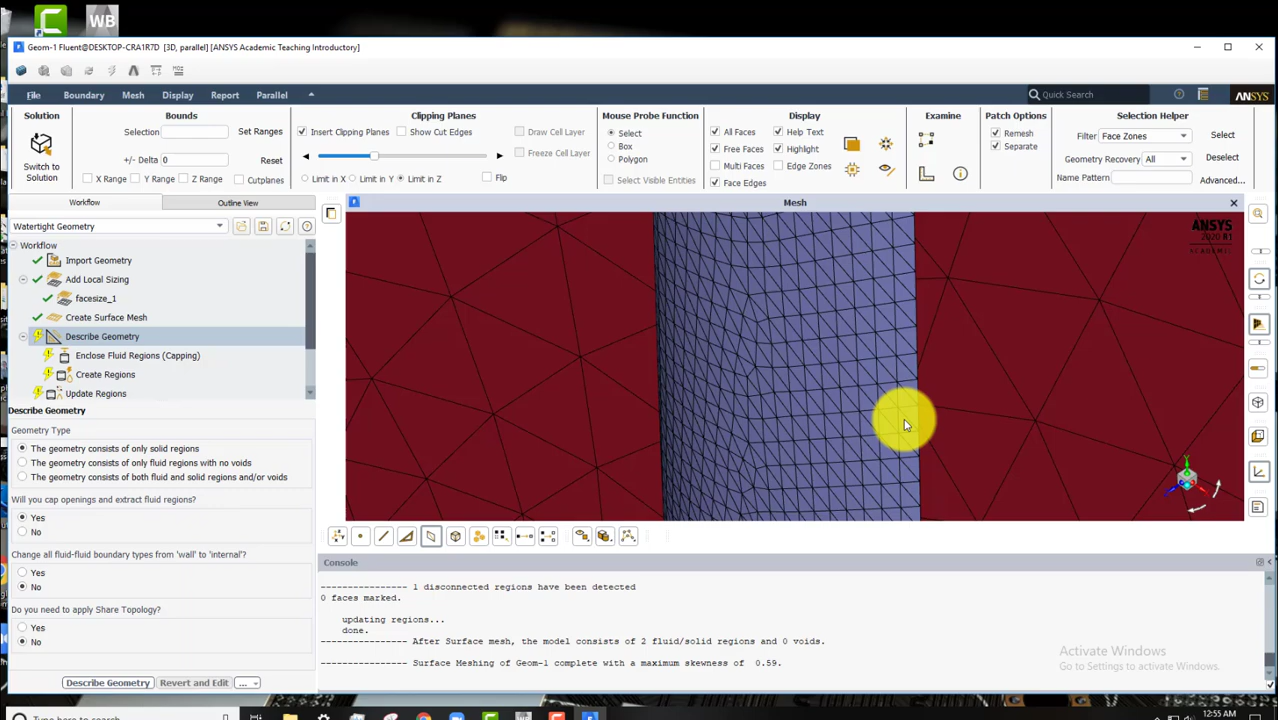 WB
Geom-1 Fluent@DESKTOP-CRA1R7D [3D, parallel] [ANSYS Academic Teaching Introductory]
File Boundary Mesh Display Report Parallel Quick Search ANSYS
Solution Bounds Clipping Planes Mouse Probe Function Display Examine Patch Options Selection Helper
Switch to
Solution
Selection Set Ranges
+/- Delta 0 Reset
X Range Y Range Z Range Cutplanes
Insert Clipping Planes Show Cut Edges Draw Cell Layer
Freeze Cell Layer
Limit in X Limit in Y Limit in Z Flip
Select
Box
Polygon
Select Visible Entities
All Faces Help Text
Free Faces Highlight
Multi Faces Edge Zones
Face Edges
Remesh
Separate
Filter Face Zones Select
Geometry Recovery All Deselect
Name Pattern Advanced...
Workflow Outline View
Watertight Geometry
Workflow
Import Geometry
Add Local Sizing
facesize_1
Create Surface Mesh
Describe Geometry
Enclose Fluid Regions (Capping)
Create Regions
Update Regions
Describe Geometry
Geometry Type
The geometry consists of only solid regions
The geometry consists of only fluid regions with no voids
The geometry consists of both fluid and solid regions and/or voids
Will you cap openings and extract fluid regions?
Yes
No
Change all fluid-fluid boundary types from 'wall' to 'internal'?
Yes
No
Do you need to apply Share Topology?
Yes
No
Describe Geometry Revert and Edit ...
Mesh
ANSYS
2020 R1
ACADEMIC
Y
Console
---------------- 1 disconnected regions have been detected
0 faces marked.
updating regions...
done.
---------------- After Surface mesh, the model consists of 2 fluid/solid regions and 0 voids.
---------------- Surface Meshing of Geom-1 complete with a maximum skewness of 0.59.
Activate Windows
Go to Settings to activate Windows.
Type here to search
12:55 AM